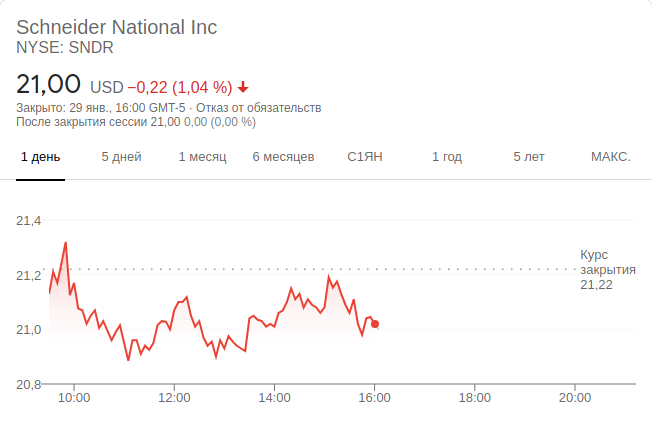 Schneider National Inc
NYSE: SNDR
21,00 USD −0,22 (1,04 %)
Закрыто: 29 янв., 16:00 GMT-5 · Отказ от обязательств
После закрытия сессии 21,00 0,00 (0,00 %)
1 день 5 дней 1 месяц 6 месяцев С1ЯН 1 год 5 лет МАКС.
21,4
Курс
закрытия
21,22
21,2
21,0
20,8
10:00 12:00 14:00 16:00 18:00 20:00